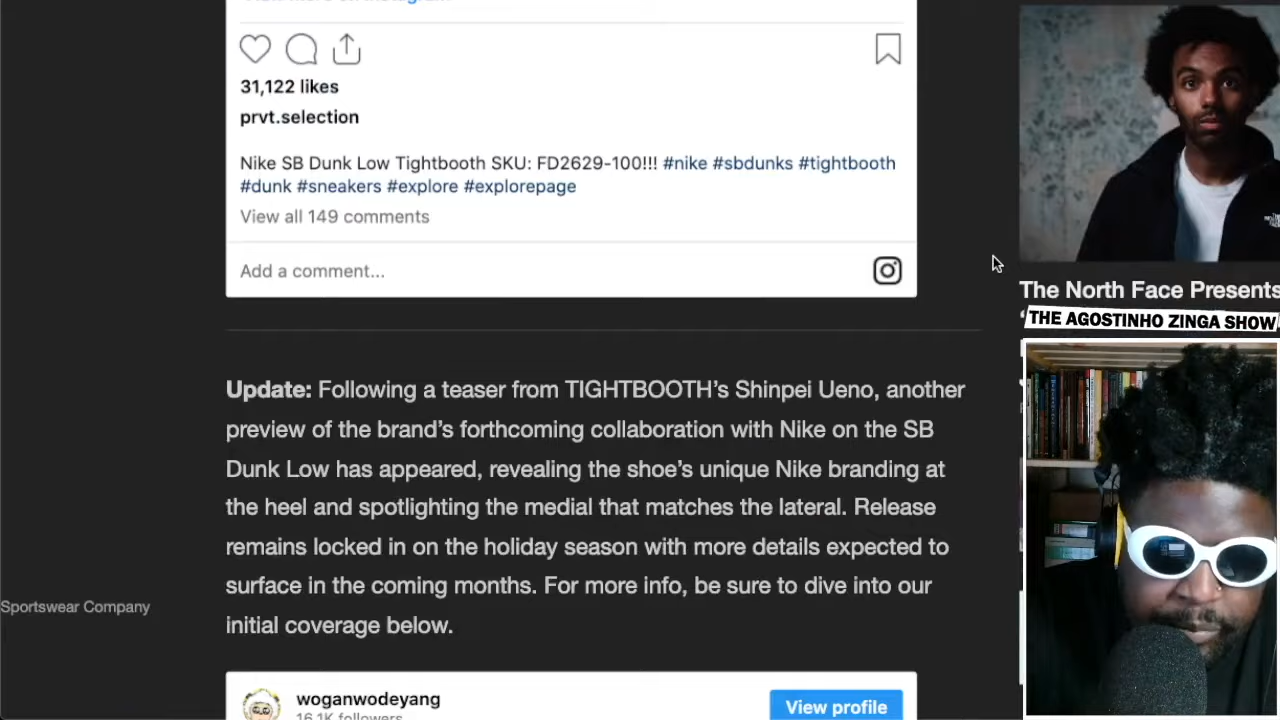 31,122 likes
prvt.selection
Nike SB Dunk Low Tightbooth SKU: FD2629-100!!! #nike #sbdunks #tightbooth
#dunk #sneakers #explore #explorepage
View all 149 comments
Add a comment...
The North Face Presents
THE AGOSTINHO ZINGA SHOW
Update: Following a teaser from TIGHTBOOTH’s Shinpei Ueno, another
preview of the brand’s forthcoming collaboration with Nike on the SB
Dunk Low has appeared, revealing the shoe’s unique Nike branding at
the heel and spotlighting the medial that matches the lateral. Release
remains locked in on the holiday season with more details expected to
surface in the coming months. For more info, be sure to dive into our
initial coverage below.
Sportswear Company
woganwodeyang
16.1K followers
View profile